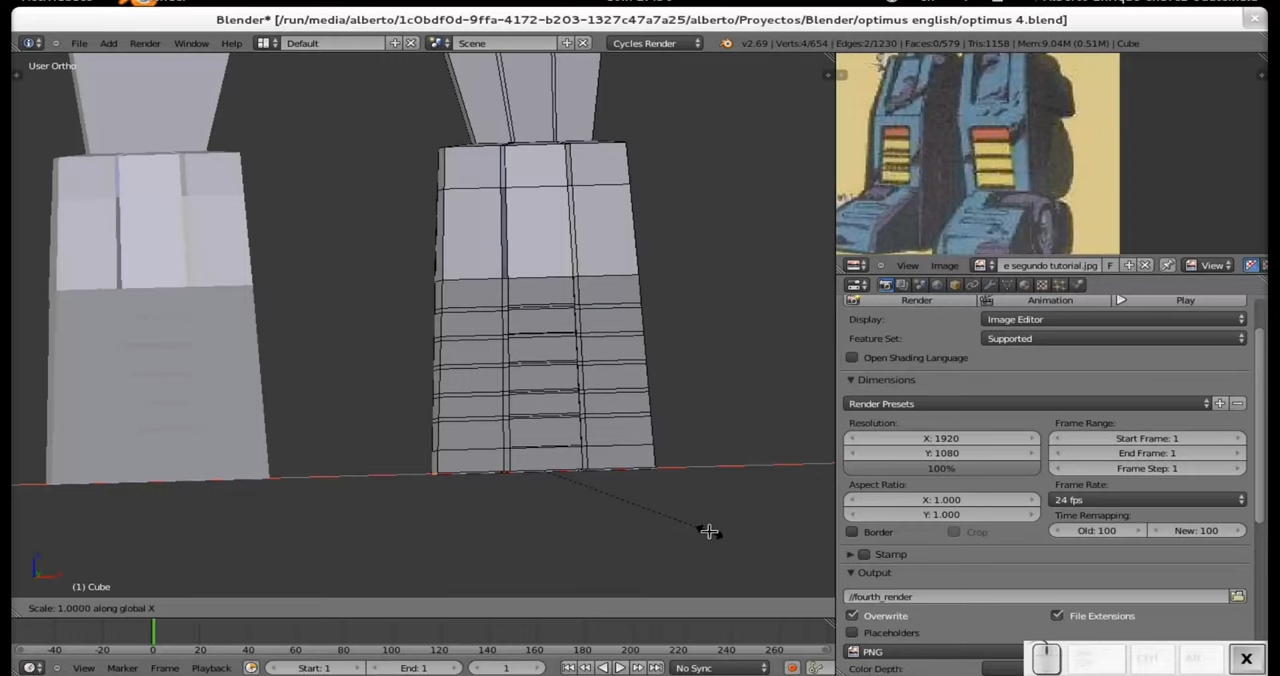 Blender* [/run/media/alberto/1c0bdf0d-9ffa-4172-b203-1327c47a7a25/alberto/Proyectos/Blender/optimus english/optimus 4.blend]
File Add Render Window Help Default Scene Cycles Render v2.69 | Verts:4/654 | Edges:2/1230 | Faces:0/579 | Tris:1158 | Mem:9.04M (0.51M) | Cube
User Ortho
View Image e segundo tutorial.jpg F View
Render Animation Play
Display: Image Editor
Feature Set: Supported
Open Shading Language
Dimensions
Render Presets
Resolution: Frame Range:
X: 1920 Start Frame: 1
Y: 1080 End Frame: 1
100% Frame Step: 1
Aspect Ratio: Frame Rate:
X: 1.000 24 fps
Y: 1.000 Time Remapping:
Border Crop Old: 100 New: 100
Stamp
Output
(1) Cube
//fourth_render
Scale: 1.0000 along global X
Overwrite File Extensions
Placeholders
PNG
Color Depth:
-40 -20 0 20 40 60 80 100 120 140 160 180 200 220 240 260
View Marker Frame Playback Start: 1 End: 1 1 No Sync
Ctrl Alt X